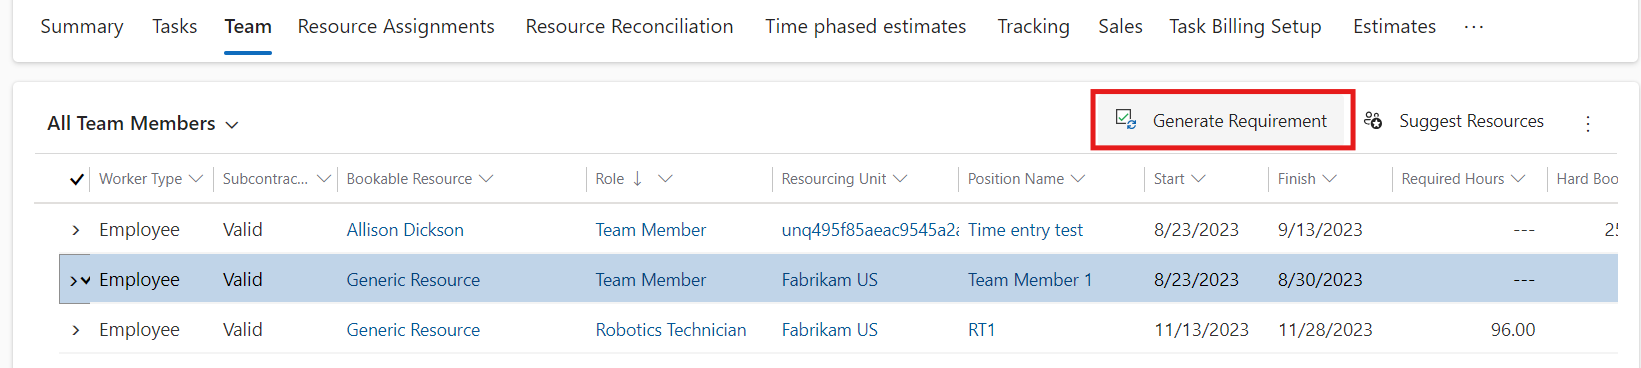 Summary Tasks Team Resource Assignments Resource Reconciliation Time phased estimates Tracking Sales Task Billing Setup Estimates ...
All Team Members Generate Requirement Suggest Resources
Worker Type Subcontrac... Bookable Resource Role Resourcing Unit Position Name Start Finish Required Hours Hard Boo
Employee Valid Allison Dickson Team Member unq495f85aeac9545a2a Time entry test 8/23/2023 9/13/2023 --- 25
Employee Valid Generic Resource Team Member Fabrikam US Team Member 1 8/23/2023 8/30/2023 ---
Employee Valid Generic Resource Robotics Technician Fabrikam US RT1 11/13/2023 11/28/2023 96.00